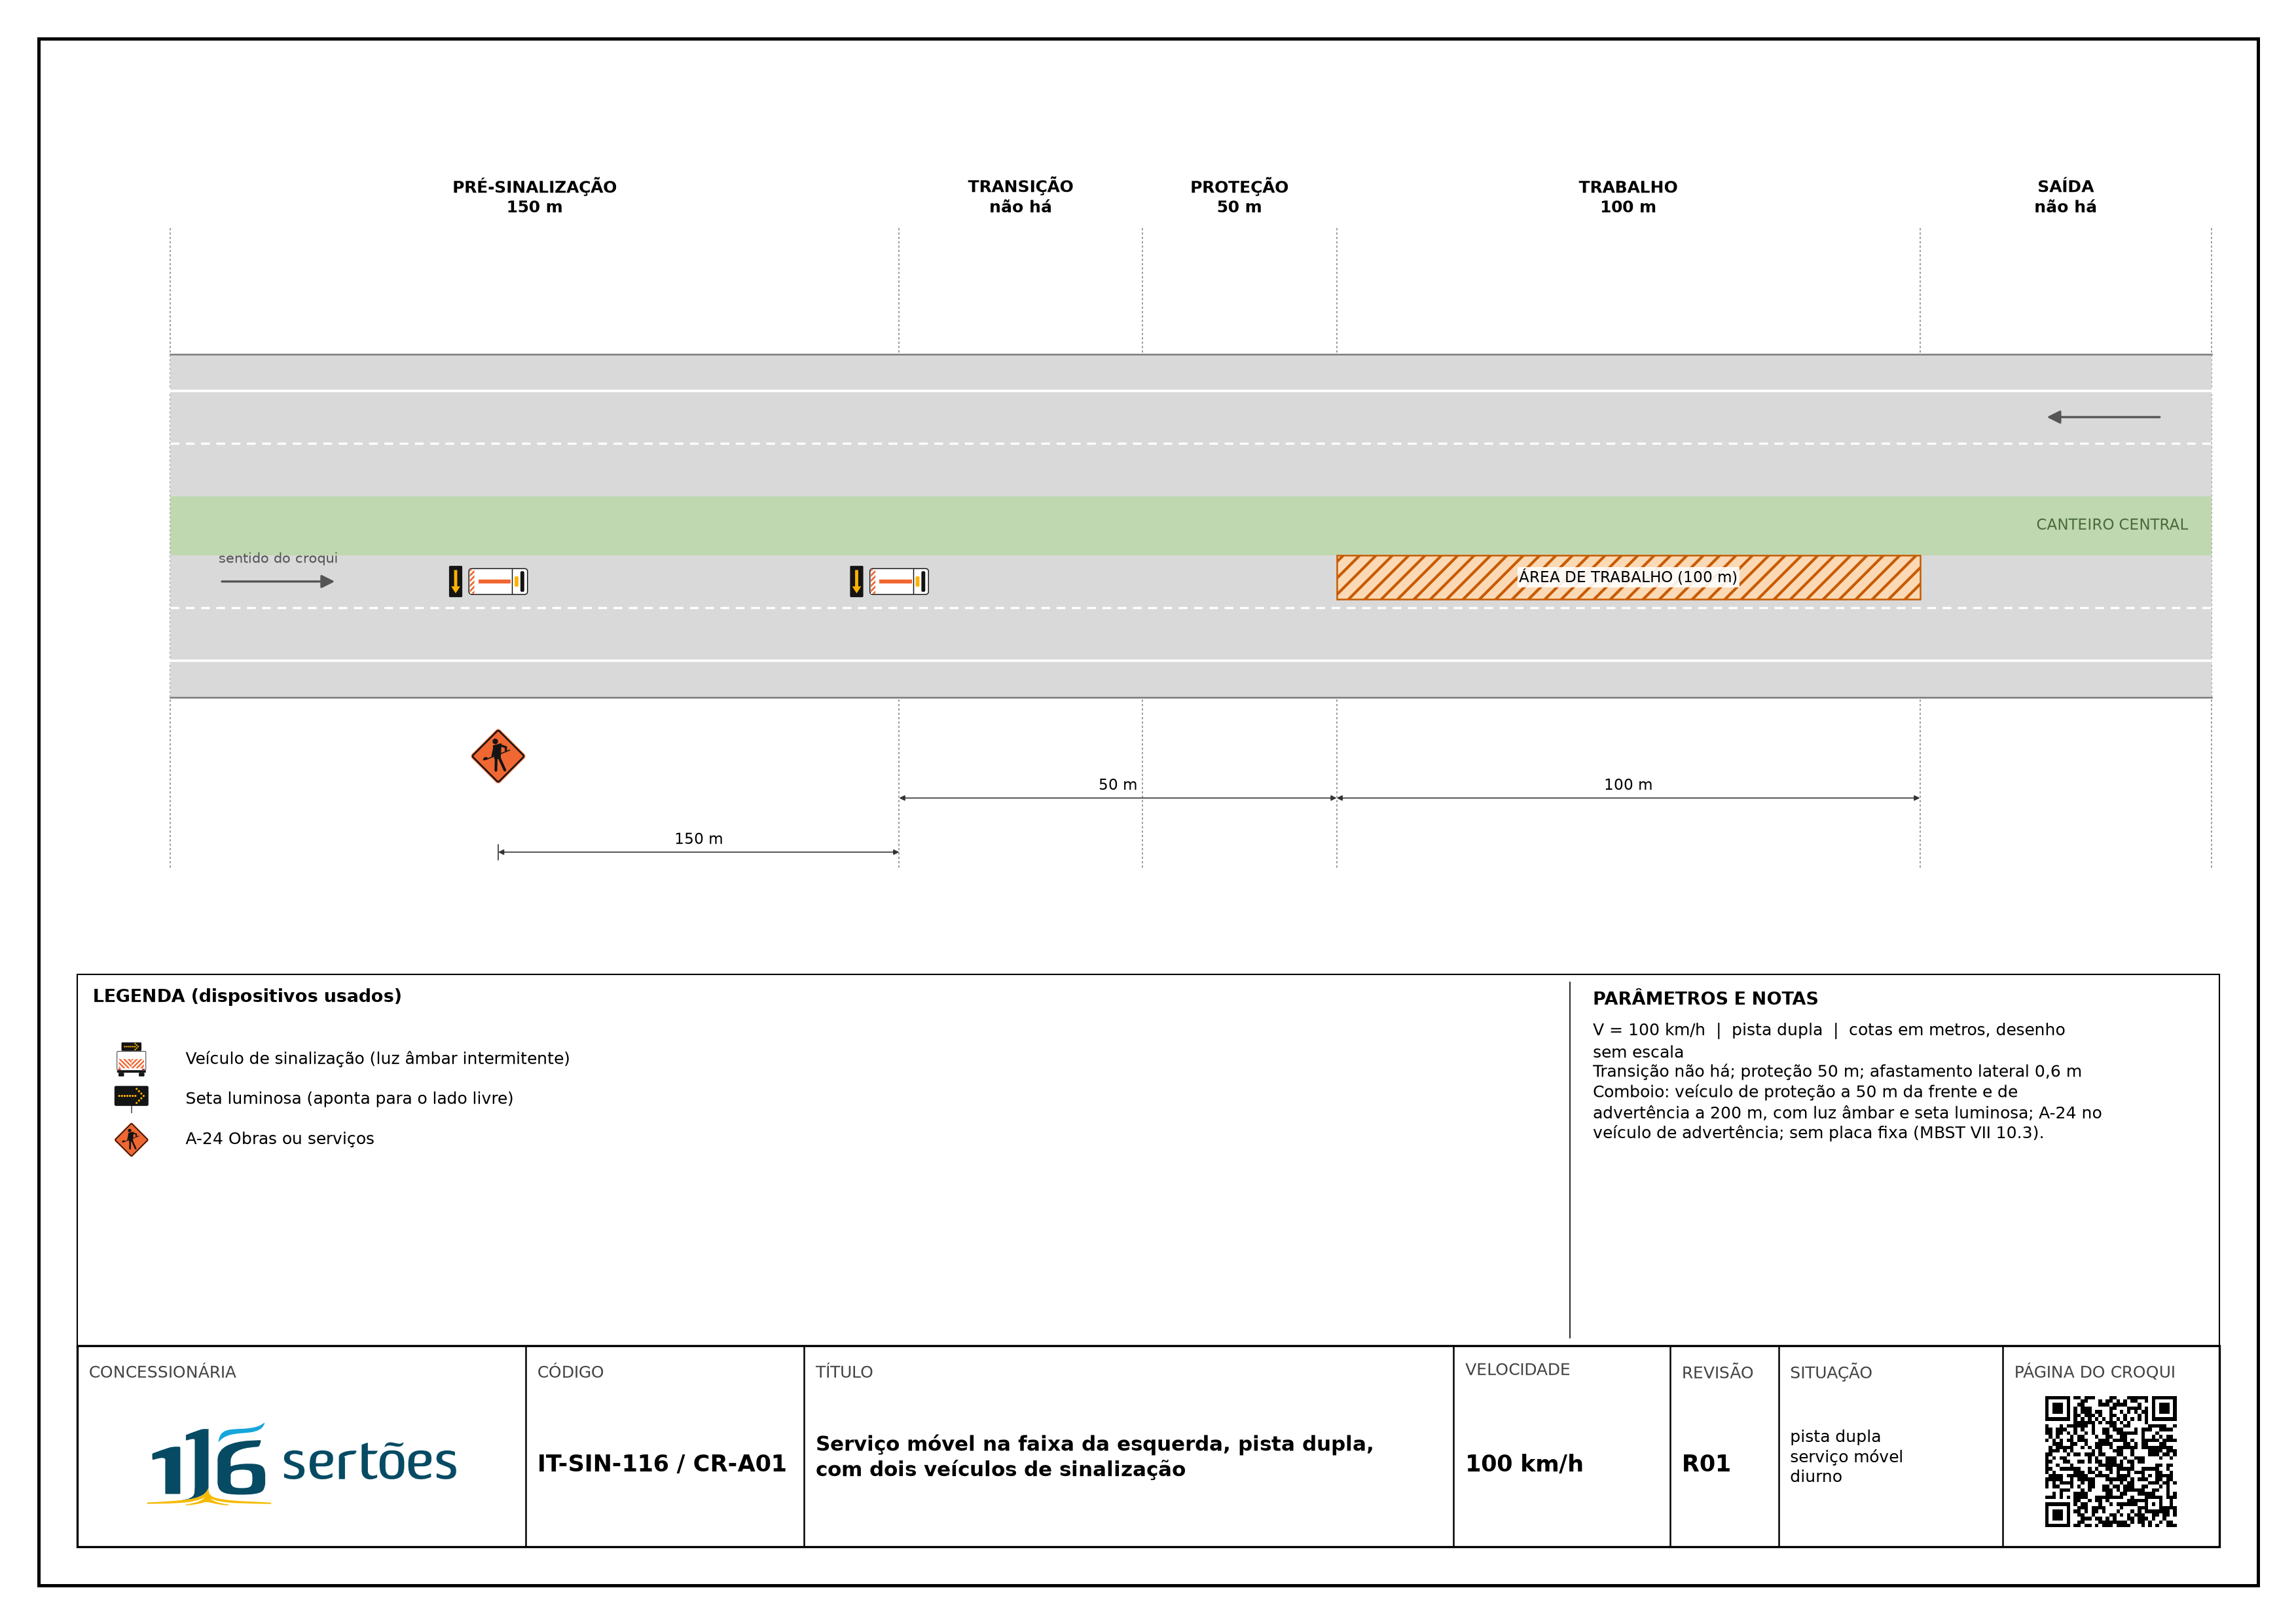 PRÉ-SINALIZAÇÃO
150 m
TRANSIÇÃO
não há
PROTEÇÃO
50 m
TRABALHO
100 m
SAÍDA
não há
CANTEIRO CENTRAL
sentido do croqui
ÁREA DE TRABALHO (100 m)
50 m
100 m
150 m
LEGENDA (dispositivos usados)
Veículo de sinalização (luz âmbar intermitente)
Seta luminosa (aponta para o lado livre)
A-24 Obras ou serviços
PARÂMETROS E NOTAS
V = 100 km/h | pista dupla | cotas em metros, desenho
sem escala
Transição não há; proteção 50 m; afastamento lateral 0,6 m
Comboio: veículo de proteção a 50 m da frente e de
advertência a 200 m, com luz âmbar e seta luminosa; A-24 no
veículo de advertência; sem placa fixa (MBST VII 10.3).
CONCESSIONÁRIA
116 sertões
CÓDIGO
IT-SIN-116 / CR-A01
TÍTULO
Serviço móvel na faixa da esquerda, pista dupla,
com dois veículos de sinalização
VELOCIDADE
100 km/h
REVISÃO
R01
SITUAÇÃO
pista dupla
serviço móvel
diurno
PÁGINA DO CROQUI